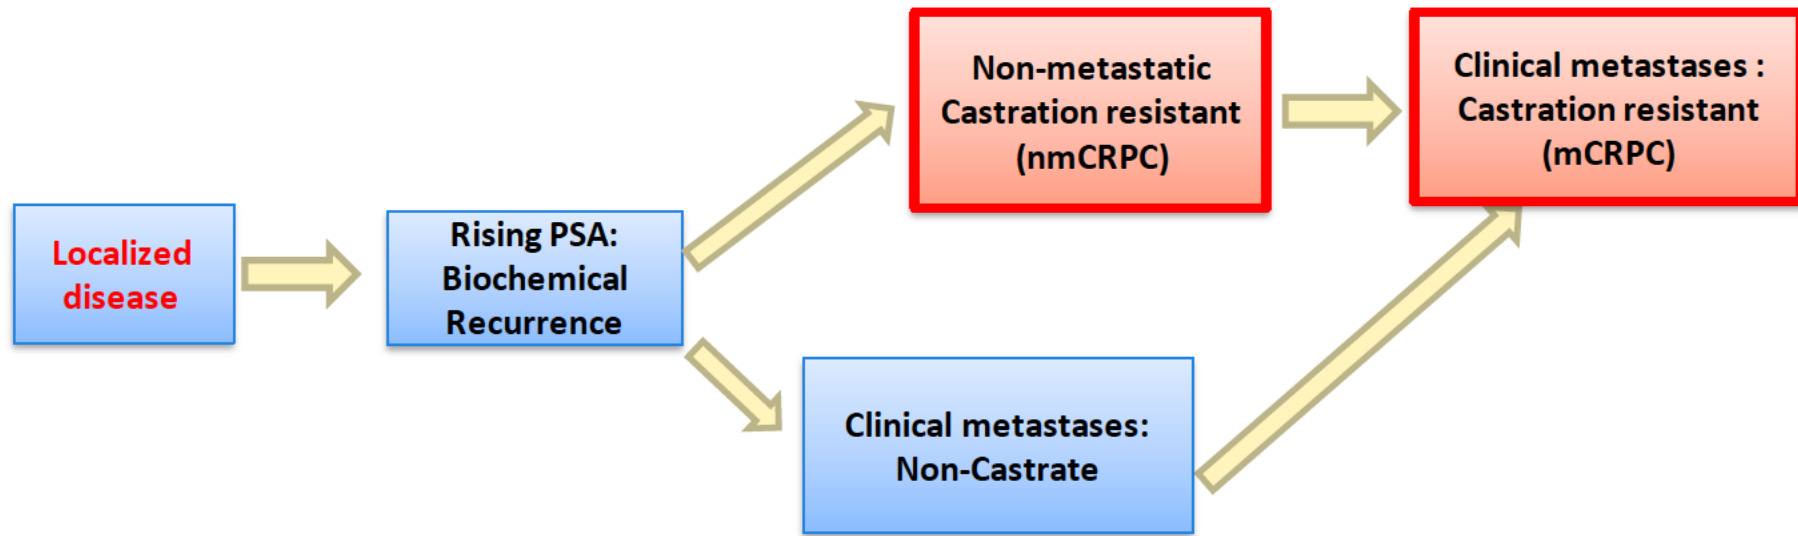 Localized
disease
Rising PSA:
Biochemical
Recurrence
Non-metastatic
Castration resistant
(nmCRPC)
Clinical metastases :
Castration resistant
(mCRPC)
Clinical metastases:
Non-Castrate